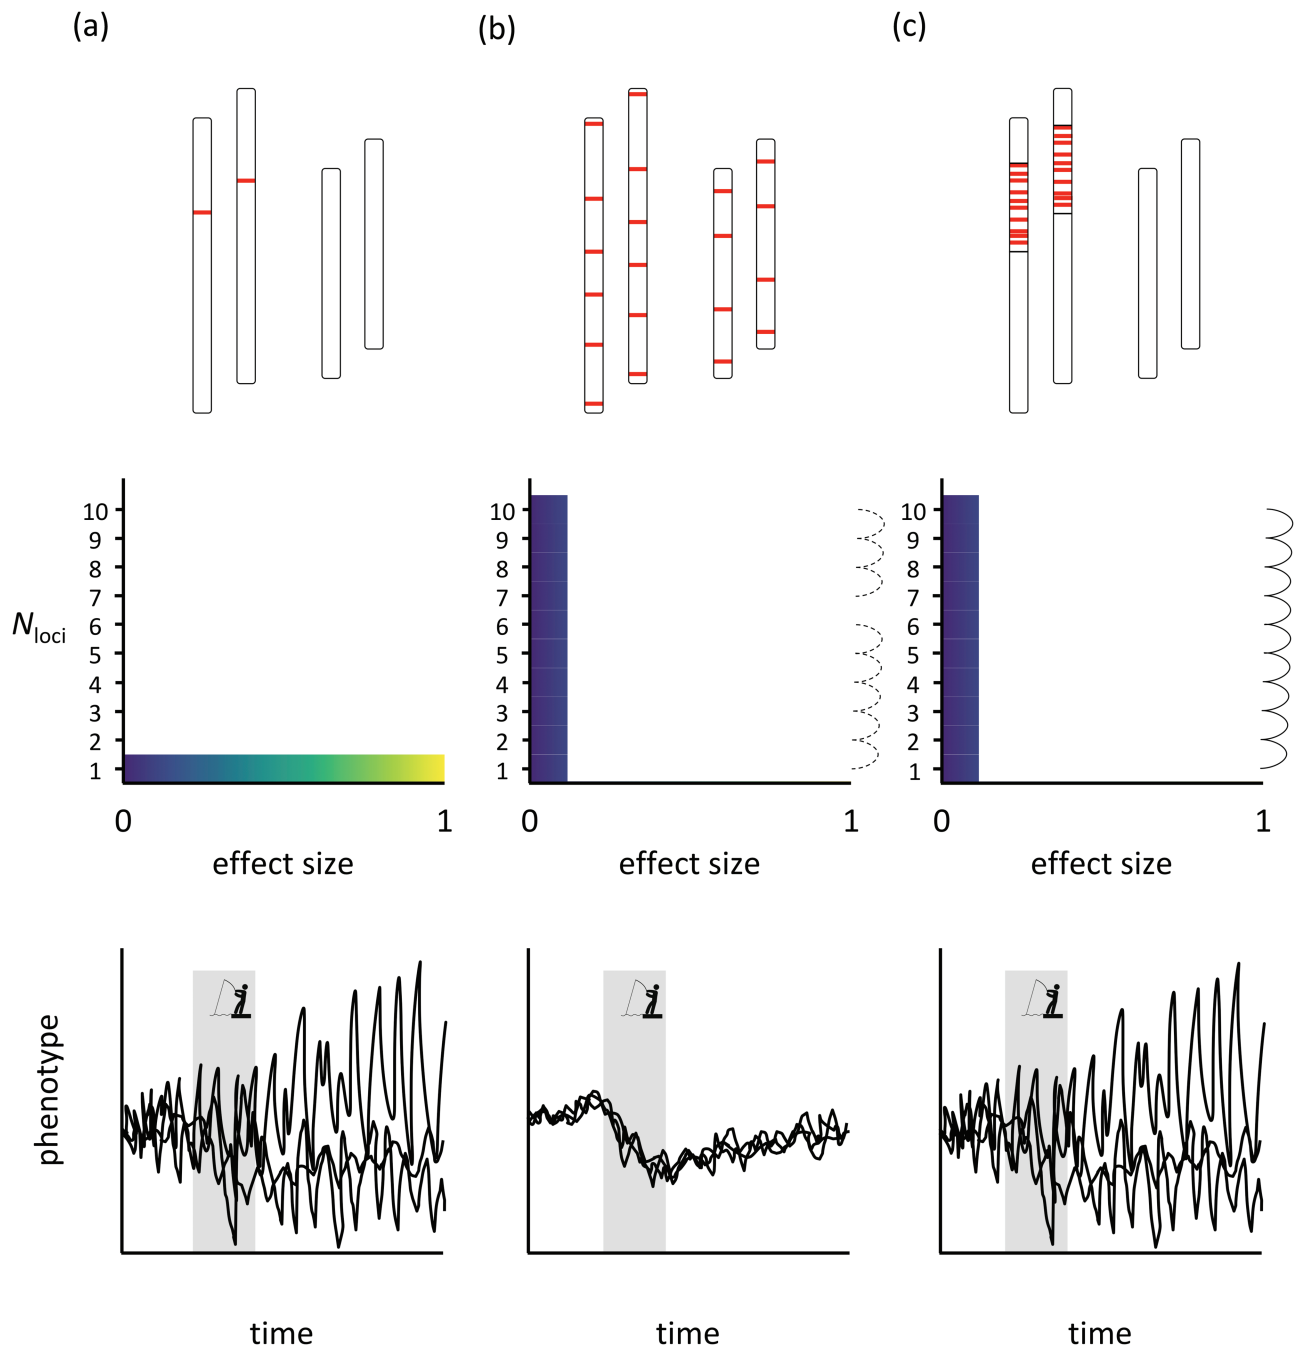 (a) (b) (c)
10 10 10
9 9 9
8 8 8
7 7 7
6 6 6
N loci
5 5 5
4 4 4
3 3 3
2 2 2
1 1 1
0 1 0 1 0 1
effect size effect size effect size
phenotype
time time time